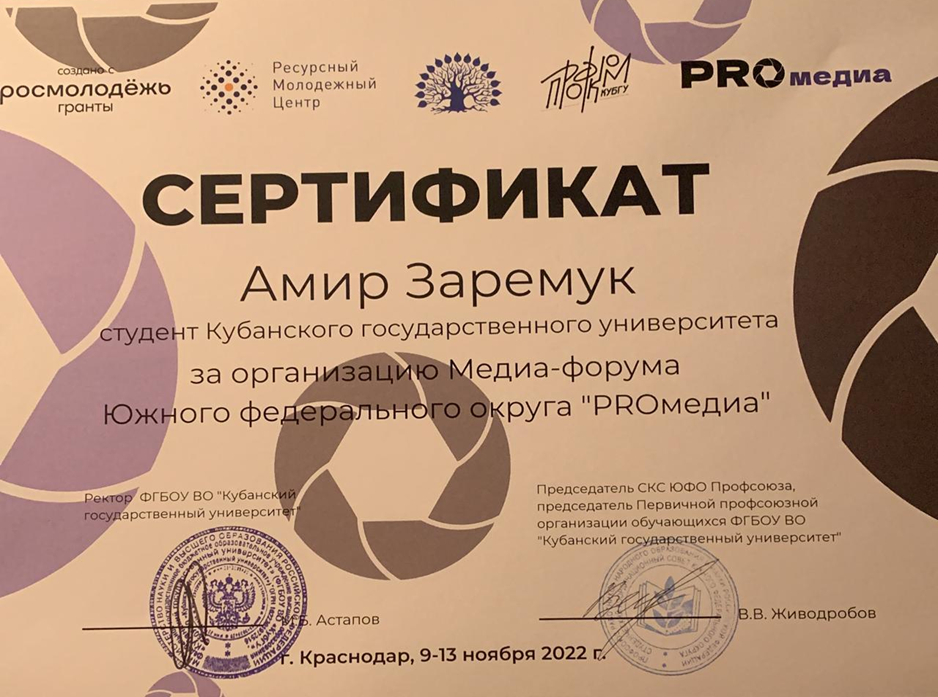 создано с
росмолодёжь
гранты
Ресурсный
Молодежный
Центр
ПРОФКОМ
КУБГУ
PRO медиа
СЕРТИФИКАТ
Амир Заремук
студент Кубанского государственного университета
за организацию Медиа-форума
Южного федерального округа "PROмедиа"
Ректор ФГБОУ ВО "Кубанский
государственный университет"
Председатель СКС ЮФО Профсоюза,
председатель Первичной профсоюзной
организации обучающихся ФГБОУ ВО
"Кубанский государственный университет"
Астапов
В.В. Живодробов
г. Краснодар, 9-13 ноября 2022 г.